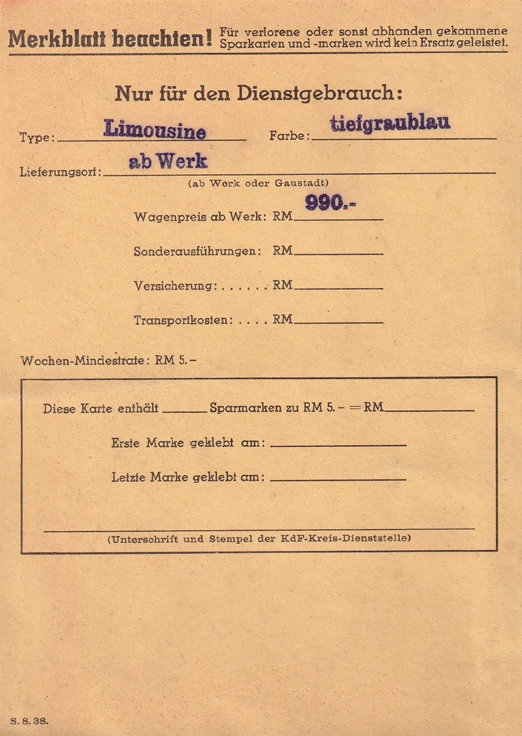 Merkblatt beachten! Für verlorene oder sonst abhanden gekommene
Sparkarten und -marken wird kein Ersatz geleistet.
Nur für den Dienstgebrauch:
Type: Limousine Farbe: tiefgraublau
Lieferungsort: ab Werk
(ab Werk oder Gaustadt)
Wagenpreis ab Werk: RM 990.-
Sonderausführungen: RM
Versicherung: . . . . . . RM
Transportkosten: . . . . RM
Wochen-Mindestrate: RM 5.-
Diese Karte enthält Sparmarken zu RM 5.- = RM
Erste Marke geklebt am:
Letzte Marke geklebt am:
(Unterschrift und Stempel der KdF-Kreis-Dienststelle)
S. 8. 38.